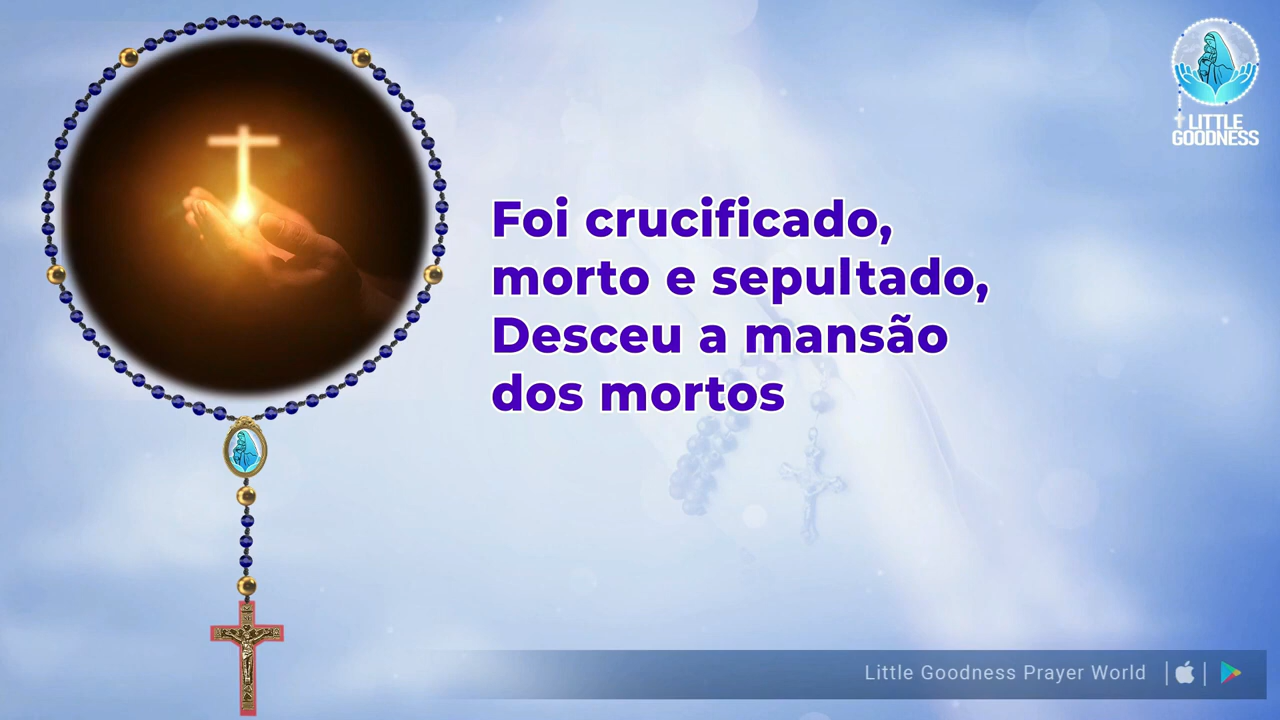 LITTLE
GOODNESS
Foi crucificado,
morto e sepultado,
Desceu a mansão
dos mortos
Little Goodness Prayer World